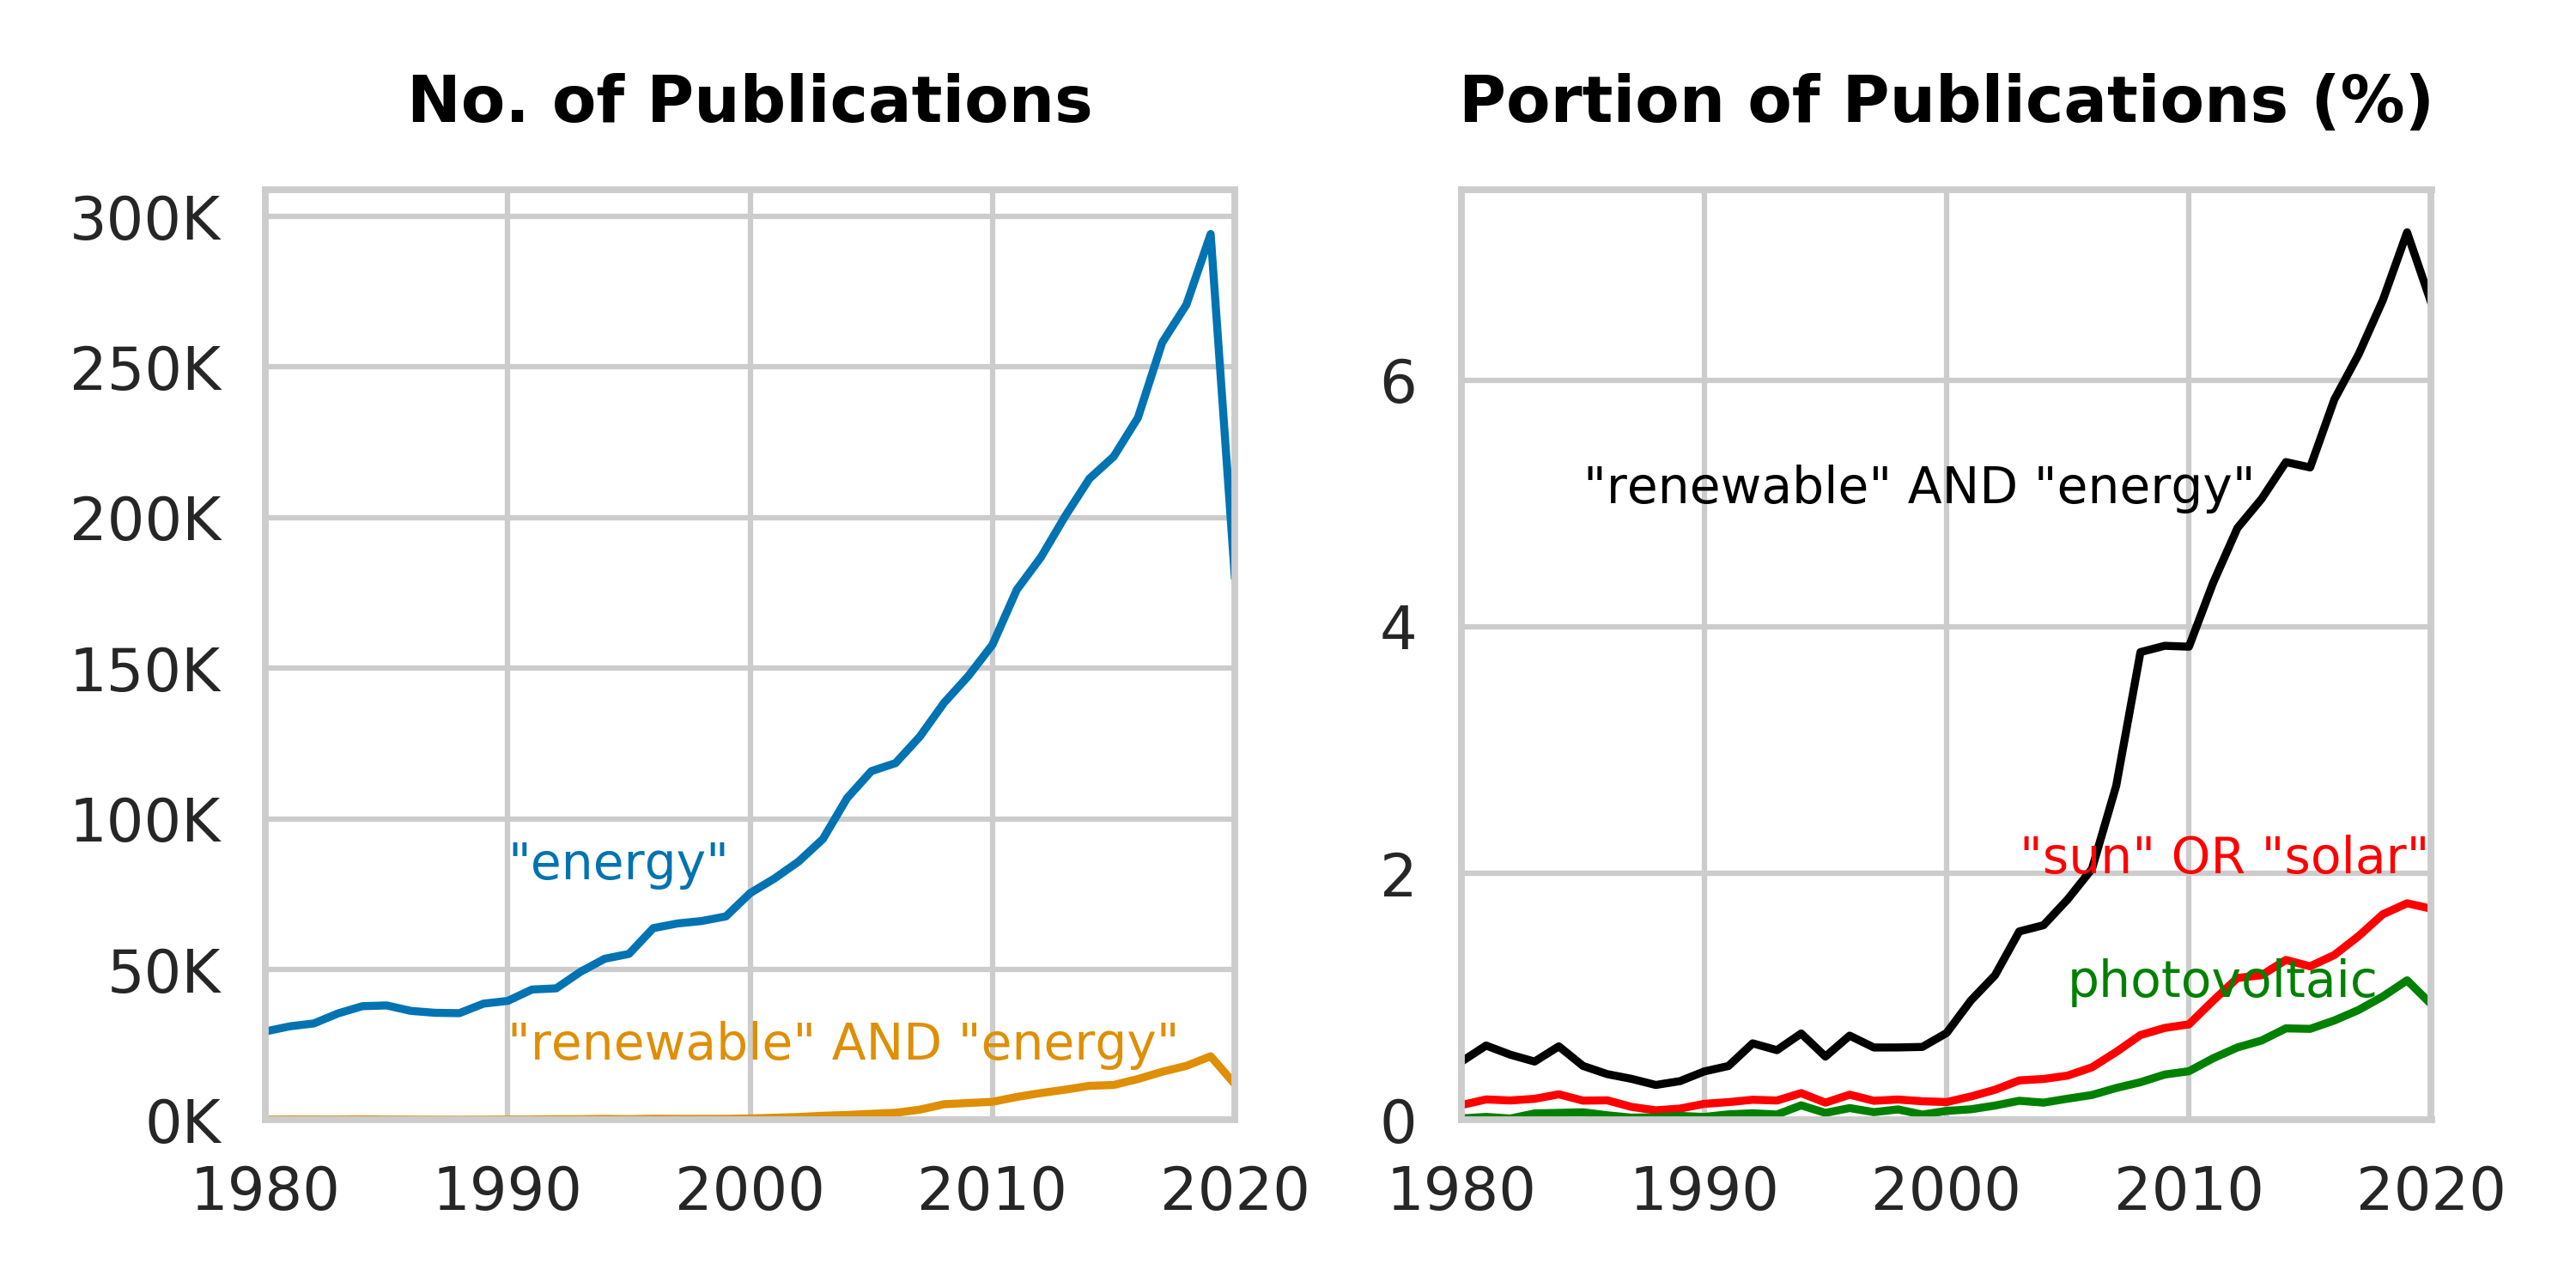 No. of Publications
300K
250K
200K
150K
100K
50K
0K
"energy"
"renewable" AND "energy"
1980 1990 2000 2010 2020
Portion of Publications (%)
6
4
2
0
"renewable" AND "energy"
"sun" OR "solar"
photovoltaic
1980 1990 2000 2010 2020